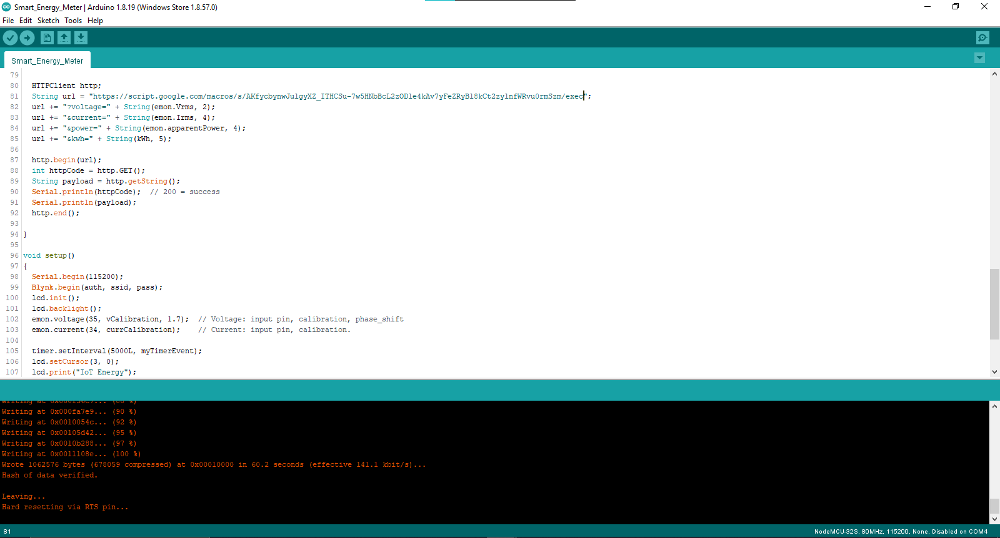 Smart_Energy_Meter | Arduino 1.8.19 (Windows Store 1.8.57.0)
File Edit Sketch Tools Help
Smart_Energy_Meter
79
80 HTTPClient http;
81 String url = "https://script.google.com/macros/s/AKfycbynwJulgyXZ_ITHCSu-7w5HNbBcL2zODle4kAv7yFeZRyBl8kCt2zylnfWRvu0rmSzm/exec";
82 url += "?voltage=" + String(emon.Vrms, 2);
83 url += "&current=" + String(emon.Irms, 4);
84 url += "&power=" + String(emon.apparentPower, 4);
85 url += "&kwh=" + String(kWh, 5);
86
87 http.begin(url);
88 int httpCode = http.GET();
89 String payload = http.getString();
90 Serial.println(httpCode);  // 200 = success
91 Serial.println(payload);
92 http.end();
93
94 }
95
96 void setup()
97 {
98 Serial.begin(115200);
99 Blynk.begin(auth, ssid, pass);
100 lcd.init();
101 lcd.backlight();
102 emon.voltage(35, vCalibration, 1.7);  // Voltage: input pin, calibration, phase_shift
103 emon.current(34, currCalibration);    // Current: input pin, calibration.
104
105 timer.setInterval(5000L, myTimerEvent);
106 lcd.setCursor(3, 0);
107 lcd.print("IoT Energy");
Writing at 0x000fa7e9... (90 %)
Writing at 0x0010054c... (92 %)
Writing at 0x00105d42... (95 %)
Writing at 0x0010b288... (97 %)
Writing at 0x0011108e... (100 %)
Wrote 1062576 bytes (678059 compressed) at 0x00010000 in 60.2 seconds (effective 141.1 kbit/s)...
Hash of data verified.
Leaving...
Hard resetting via RTS pin...
81
NodeMCU-32S, 80MHz, 115200, None, Disabled on COM4